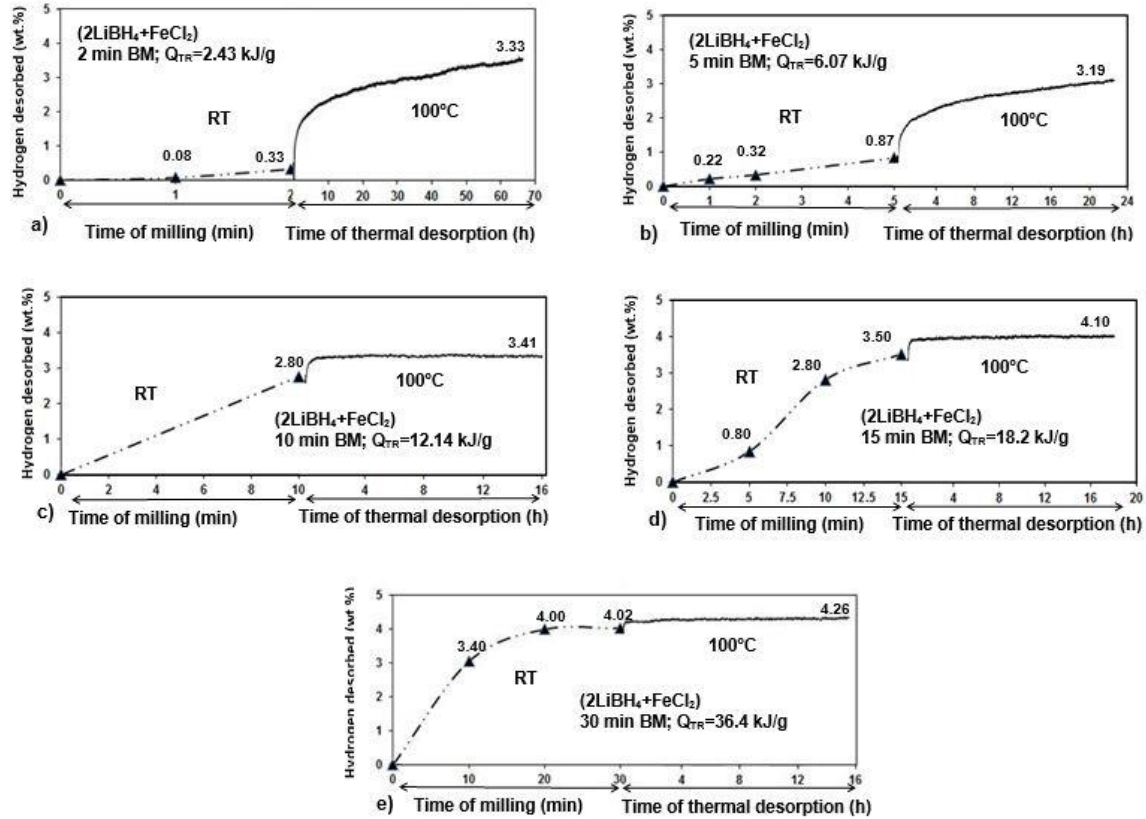 Hydrogen desorbed (wt.%)
5
4
3
2
1
0
(2LiBH₄+FeCl₂)
2 min BM; QTR=2.43 kJ/g
3.33
RT
100°C
0.08
0.33
0 1 2 10 20 30 40 50 60 70
a) Time of milling (min) Time of thermal desorption (h)
Hydrogen desorbed (wt.%)
5
4
3
2
1
0
(2LiBH₄+FeCl₂)
5 min BM; QTR=6.07 kJ/g
3.19
RT
100°C
0.22
0.32
0.87
0 1 2 3 4 5 4 8 12 16 20 24
b) Time of milling (min) Time of thermal desorption (h)
Hydrogen desorbed (wt.%)
5
4
3
2
1
0
2.80
3.41
RT
100°C
(2LiBH₄+FeCl₂)
10 min BM; QTR=12.14 kJ/g
0 2 4 6 8 10 4 8 12 16
c) Time of milling (min) Time of thermal desorption (h)
Hydrogen desorbed (wt.%)
5
4
3
2
1
0
3.50
4.10
2.80
RT
100°C
0.80
(2LiBH₄+FeCl₂)
15 min BM; QTR=18.2 kJ/g
0 2.5 5 7.5 10 12.5 15 4 8 12 16 20
d) Time of milling (min) Time of thermal desorption (h)
Hydrogen desorbed (wt %)
5
4
3
2
1
0
3.40
4.00
4.02
4.26
RT
100°C
(2LiBH₄+FeCl₂)
30 min BM; QTR=36.4 kJ/g
0 10 20 30 4 8 12 16
e) Time of milling (min) Time of thermal desorption (h)